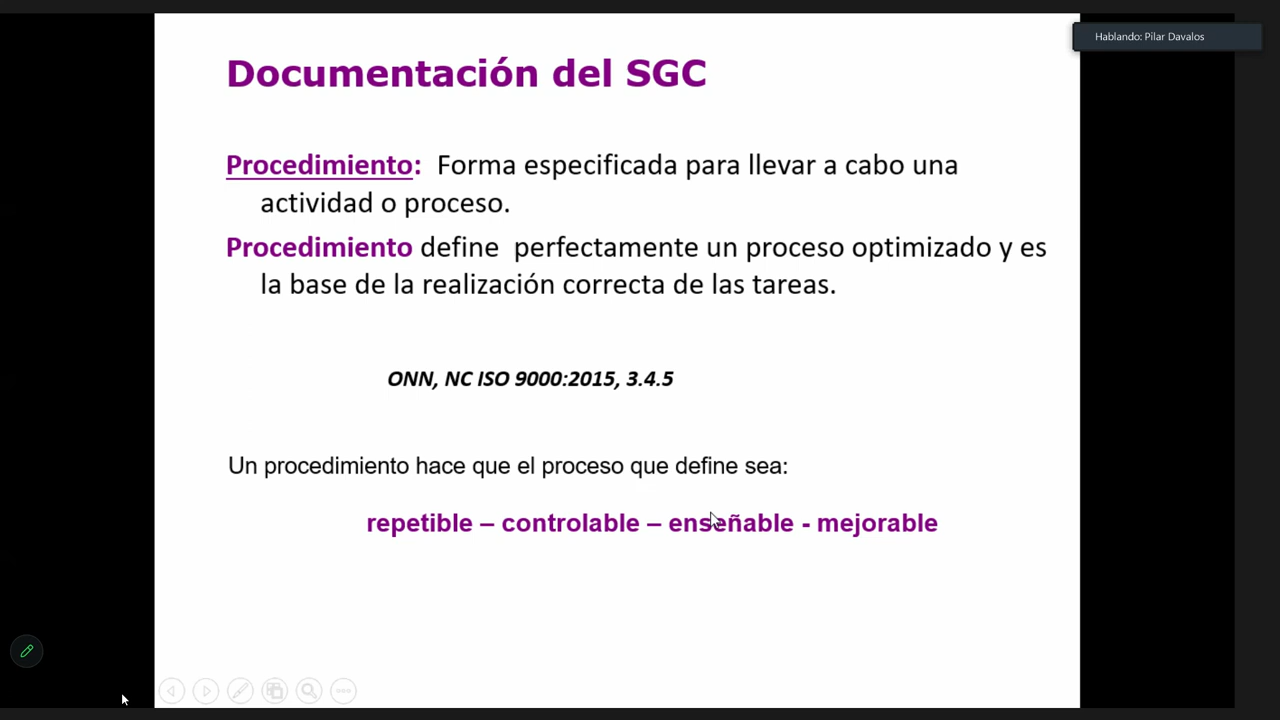 Hablando: Pilar Davalos
Documentación del SGC
Procedimiento: Forma especificada para llevar a cabo una
actividad o proceso.
Procedimiento define perfectamente un proceso optimizado y es
la base de la realización correcta de las tareas.
ONN, NC ISO 9000:2015, 3.4.5
Un procedimiento hace que el proceso que define sea:
repetible – controlable – enseñable - mejorable